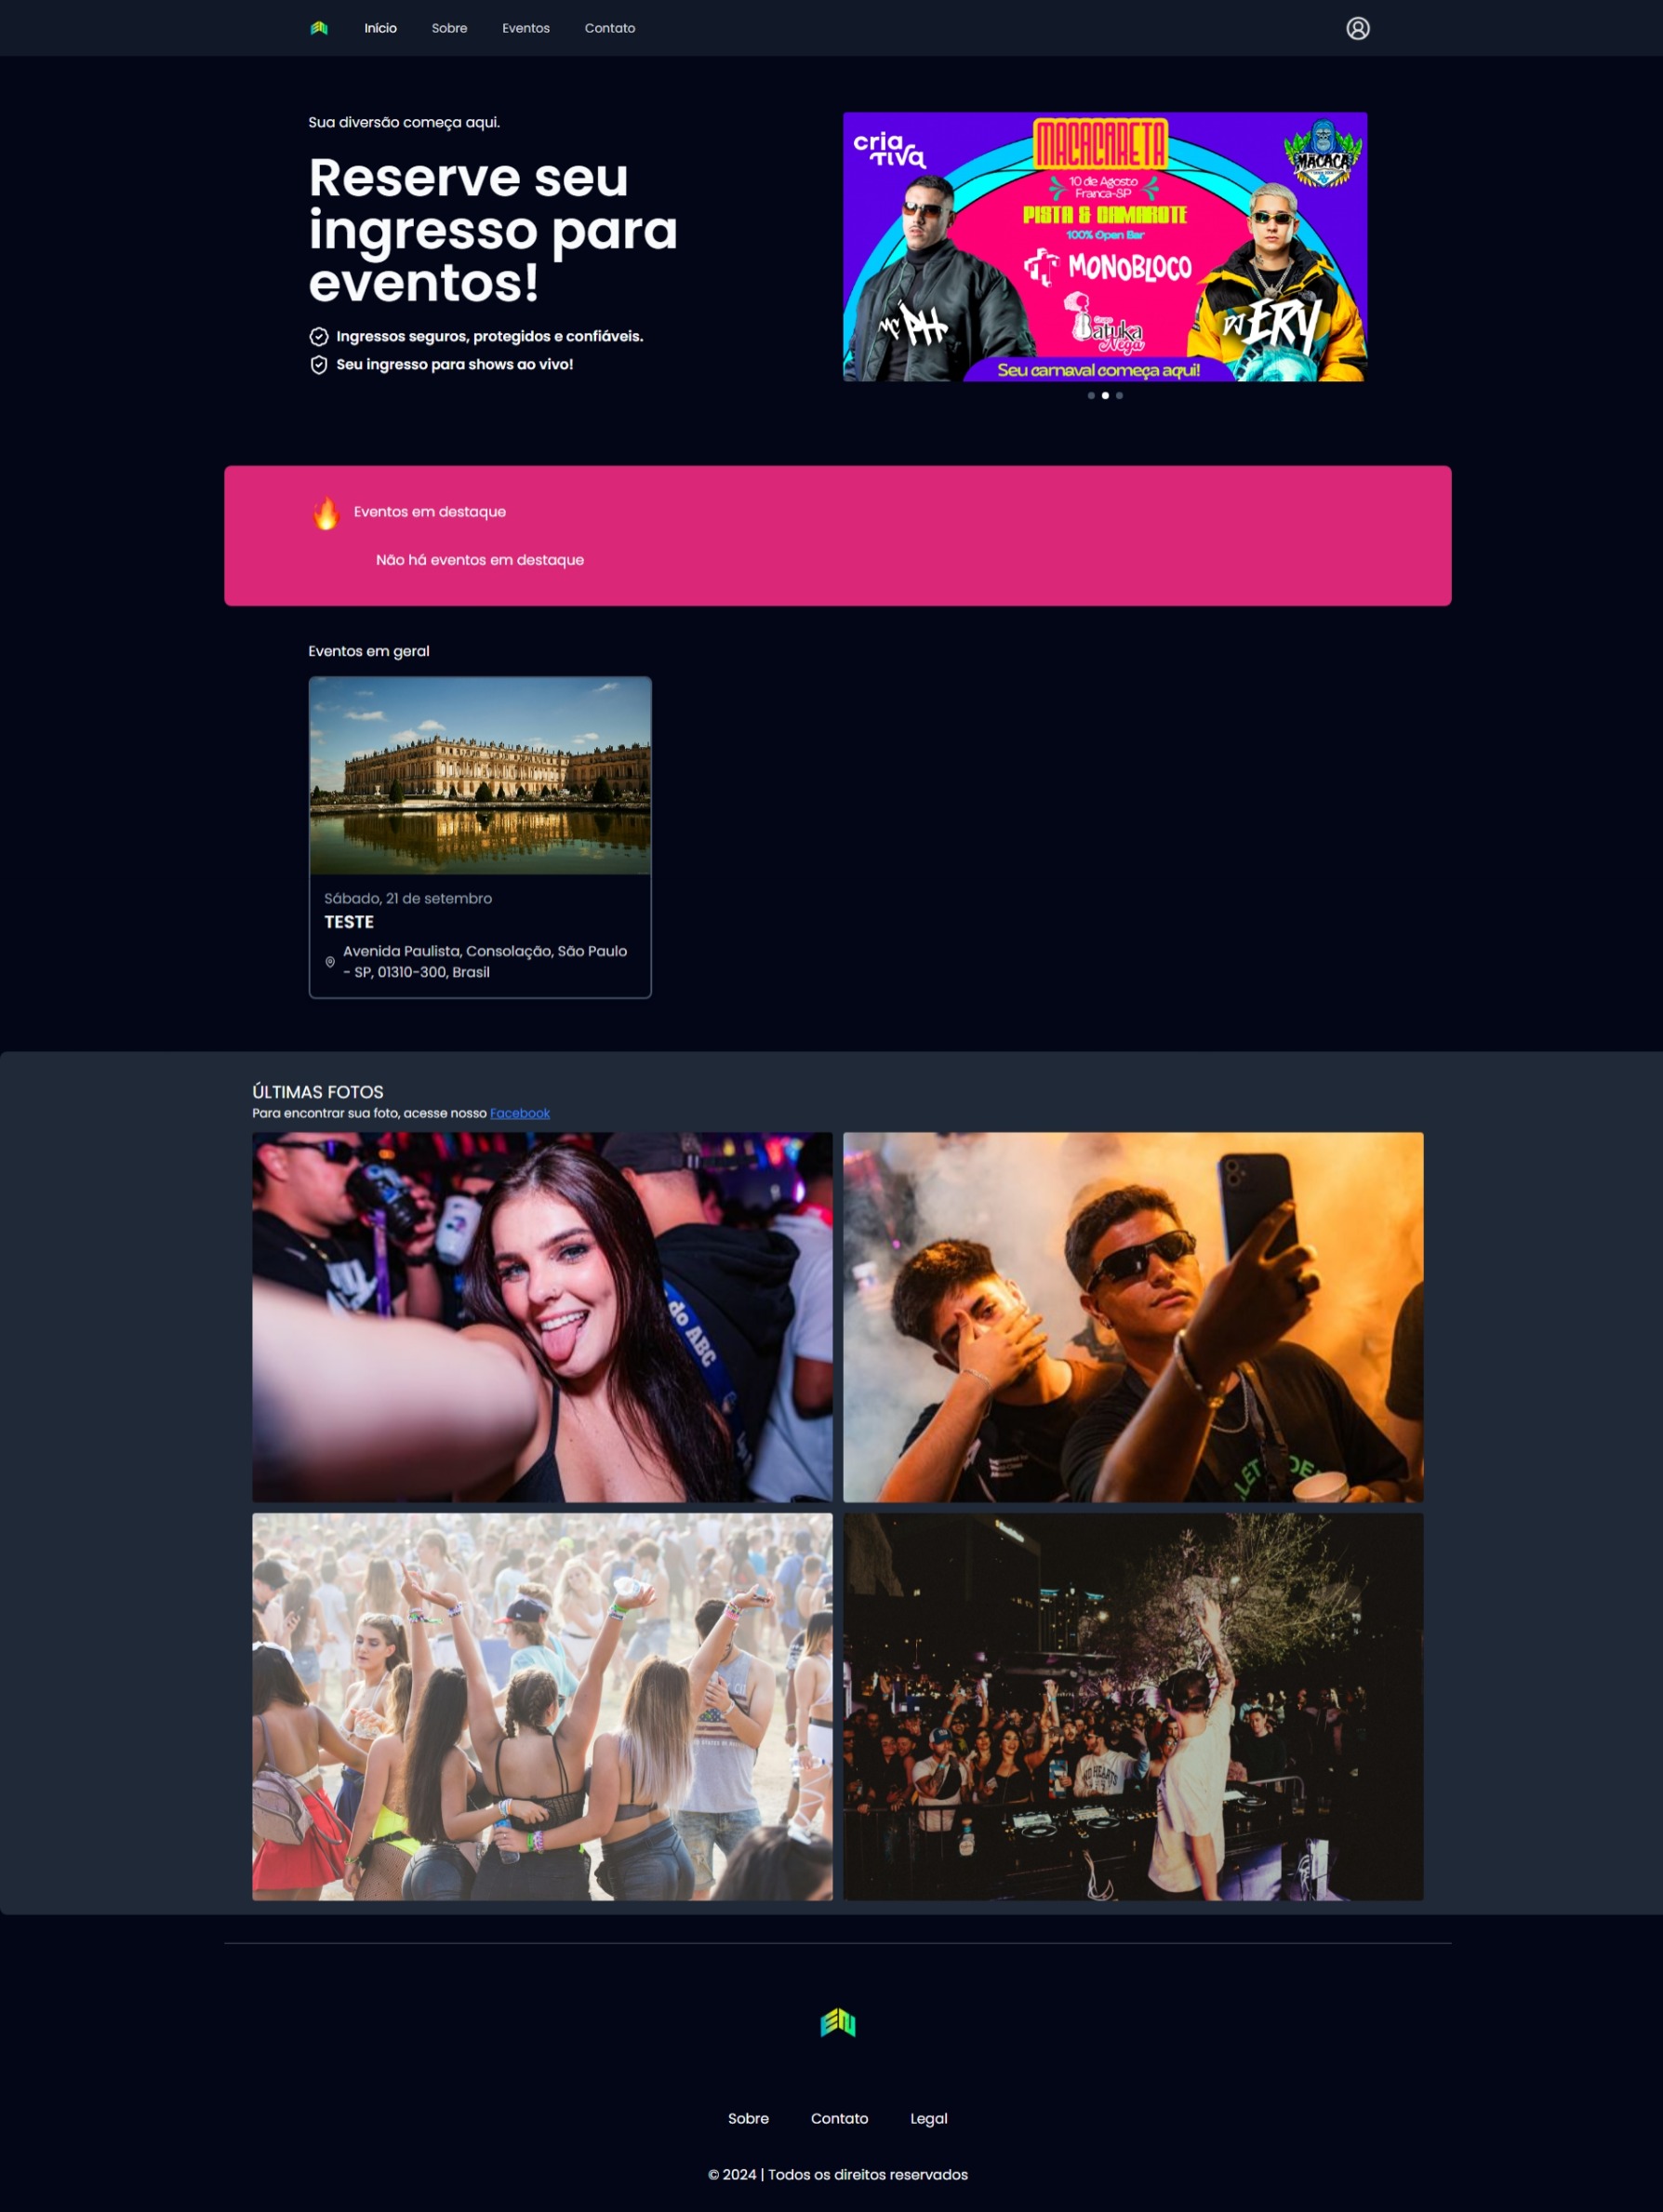 Início Sobre Eventos Contato
Sua diversão começa aqui.
Reserve seu
ingresso para
eventos!
Ingressos seguros, protegidos e confiáveis.
Seu ingresso para shows ao vivo!
criativa
MACACARETA
MACACA
10 de Agosto
Franca-SP
PISTA & CAMAROTE
100% Open Bar
MONOBLOCO
MC PH
DJ ERY
Grupo
Batuka
Nega
Seu carnaval começa aqui!
Eventos em destaque
Não há eventos em destaque
Eventos em geral
Sábado, 21 de setembro
TESTE
Avenida Paulista, Consolação, São Paulo
- SP, 01310-300, Brasil
ÚLTIMAS FOTOS
Para encontrar sua foto, acesse nosso Facebook
do ABC
Sobre Contato Legal
© 2024 | Todos os direitos reservados